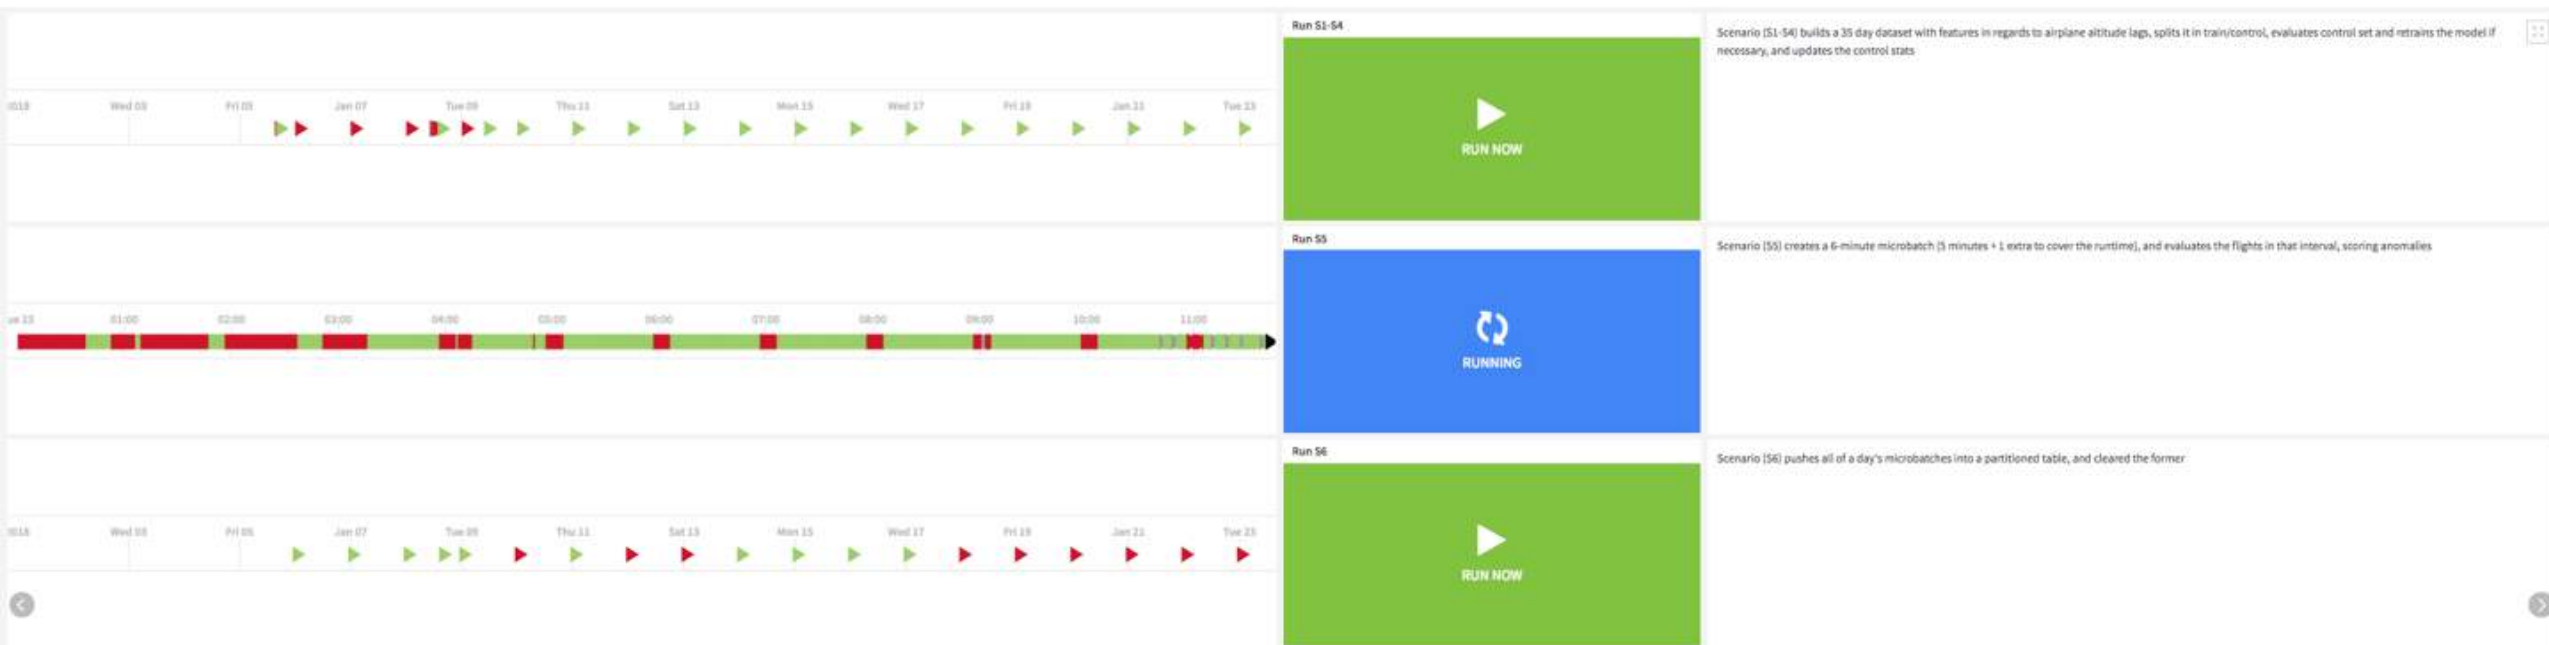 Run S1-S4
Scenario (S1-S4) builds a 35 day dataset with features in regards to airplane altitude lags, splits it in train/control, evaluates control set and retrains the model if
necessary, and updates the control stats
2018 Wed 03 Fri 05 Jan 07 Tue 09 Thu 11 Sat 13 Mon 15 Wed 17 Fri 19 Jan 21 Tue 23
RUN NOW
Run S5
Scenario (S5) creates a 6-minute microbatch (5 minutes + 1 extra to cover the runtime), and evaluates the flights in that interval, scoring anomalies
ue 23 01:00 02:00 03:00 04:00 05:00 06:00 07:00 08:00 09:00 10:00 11:00
RUNNING
Run S6
Scenario (S6) pushes all of a day's microbatches into a partitioned table, and cleared the former
2018 Wed 03 Fri 05 Jan 07 Tue 09 Thu 11 Sat 13 Mon 15 Wed 17 Fri 19 Jan 21 Tue 23
RUN NOW